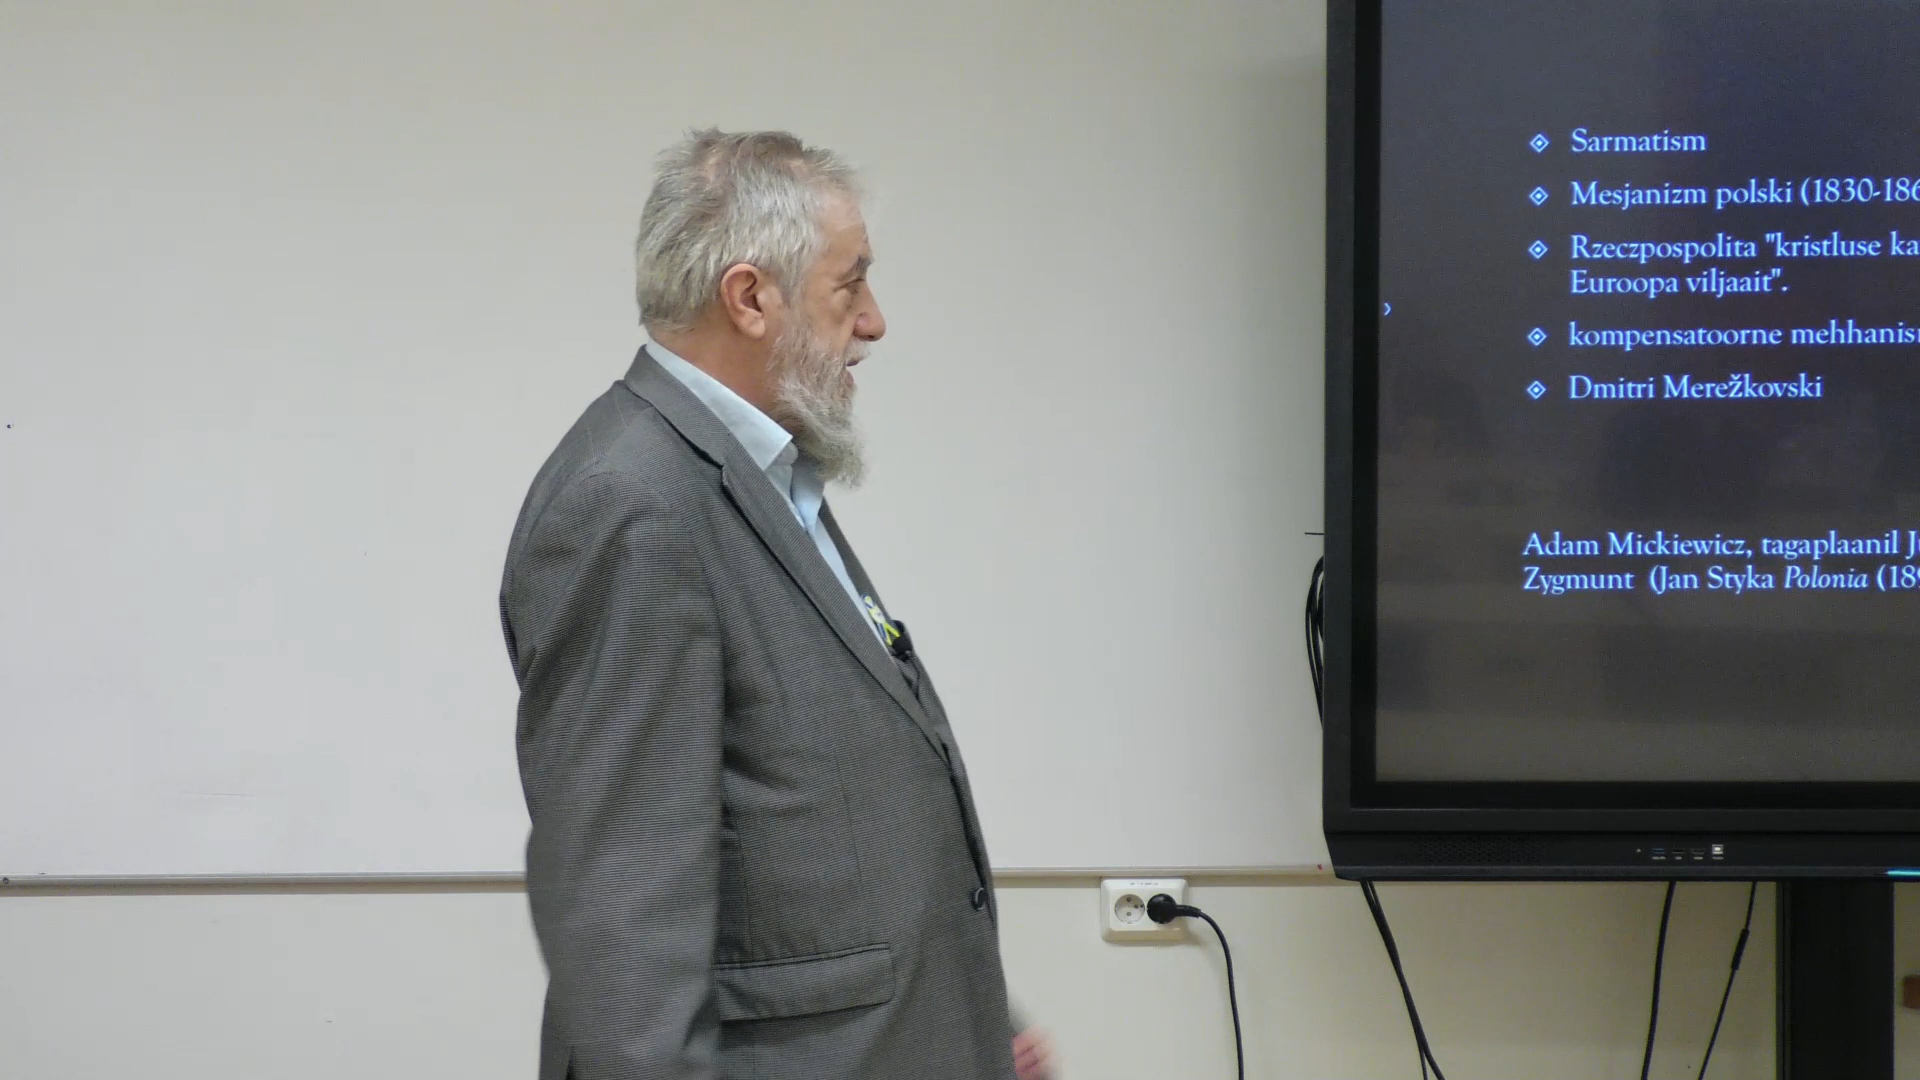 Sarmatism
Mesjanizm polski (1830-186
Rzeczpospolita "kristluse ka
Euroopa viljaait".
kompensatoorne mehhanis
Dmitri Merežkovski
Adam Mickiewicz, tagaplaanil J
Zygmunt (Jan Styka Polonia (189